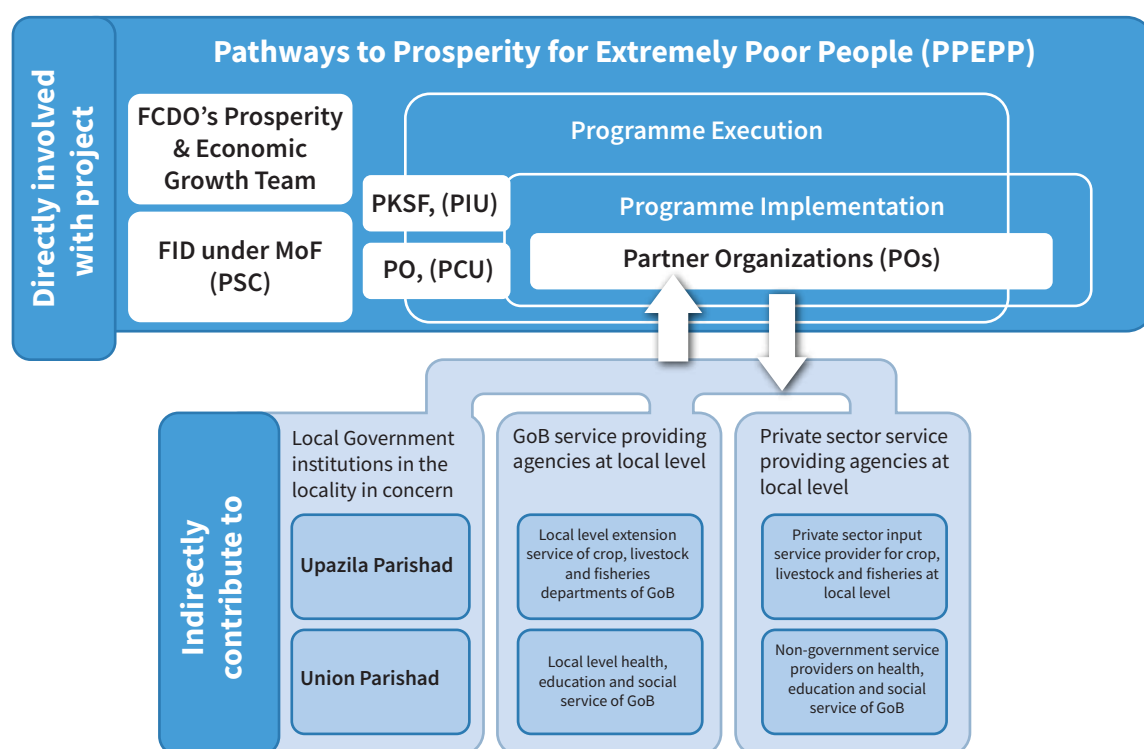 Pathways to Prosperity for Extremely Poor People (PPEPP)
Directly involved
with project
FCDO’s Prosperity
& Economic
Growth Team
FID under MoF
(PSC)
Programme Execution
PKSF, (PIU)
PO, (PCU)
Programme Implementation
Partner Organizations (POs)
Indirectly
contribute to
Local Government
institutions in the
locality in concern
Upazila Parishad
Union Parishad
GoB service providing
agencies at local level
Local level extension
service of crop, livestock
and fisheries
departments of GoB
Local level health,
education and social
service of GoB
Private sector service
providing agencies at
local level
Private sector input
service provider for crop,
livestock and fisheries at
local level
Non-government service
providers on health,
education and social
service of GoB